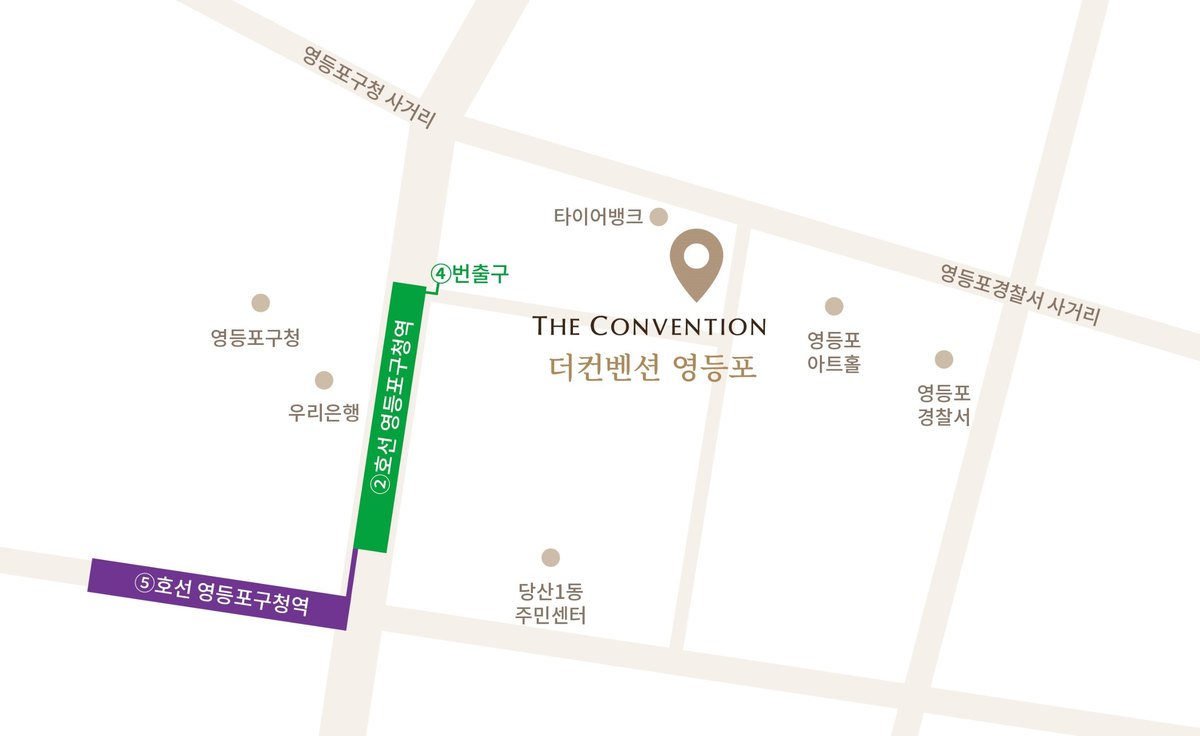 영등포구청 사거리
타이어뱅크
④번출구
영등포경찰서 사거리
영등포구청
THE CONVENTION
더컨벤션 영등포
영등포
아트홀
영등포
경찰서
우리은행
②호선 영등포구청역
⑤호선 영등포구청역
당산1동
주민센터